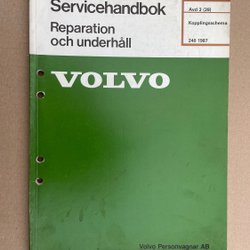 Servicehandbok
Reparation
och underhåll
Avd 3 (39)
Kopplingsschema
240 1987
VOLVO
Volvo Personvagnar AB